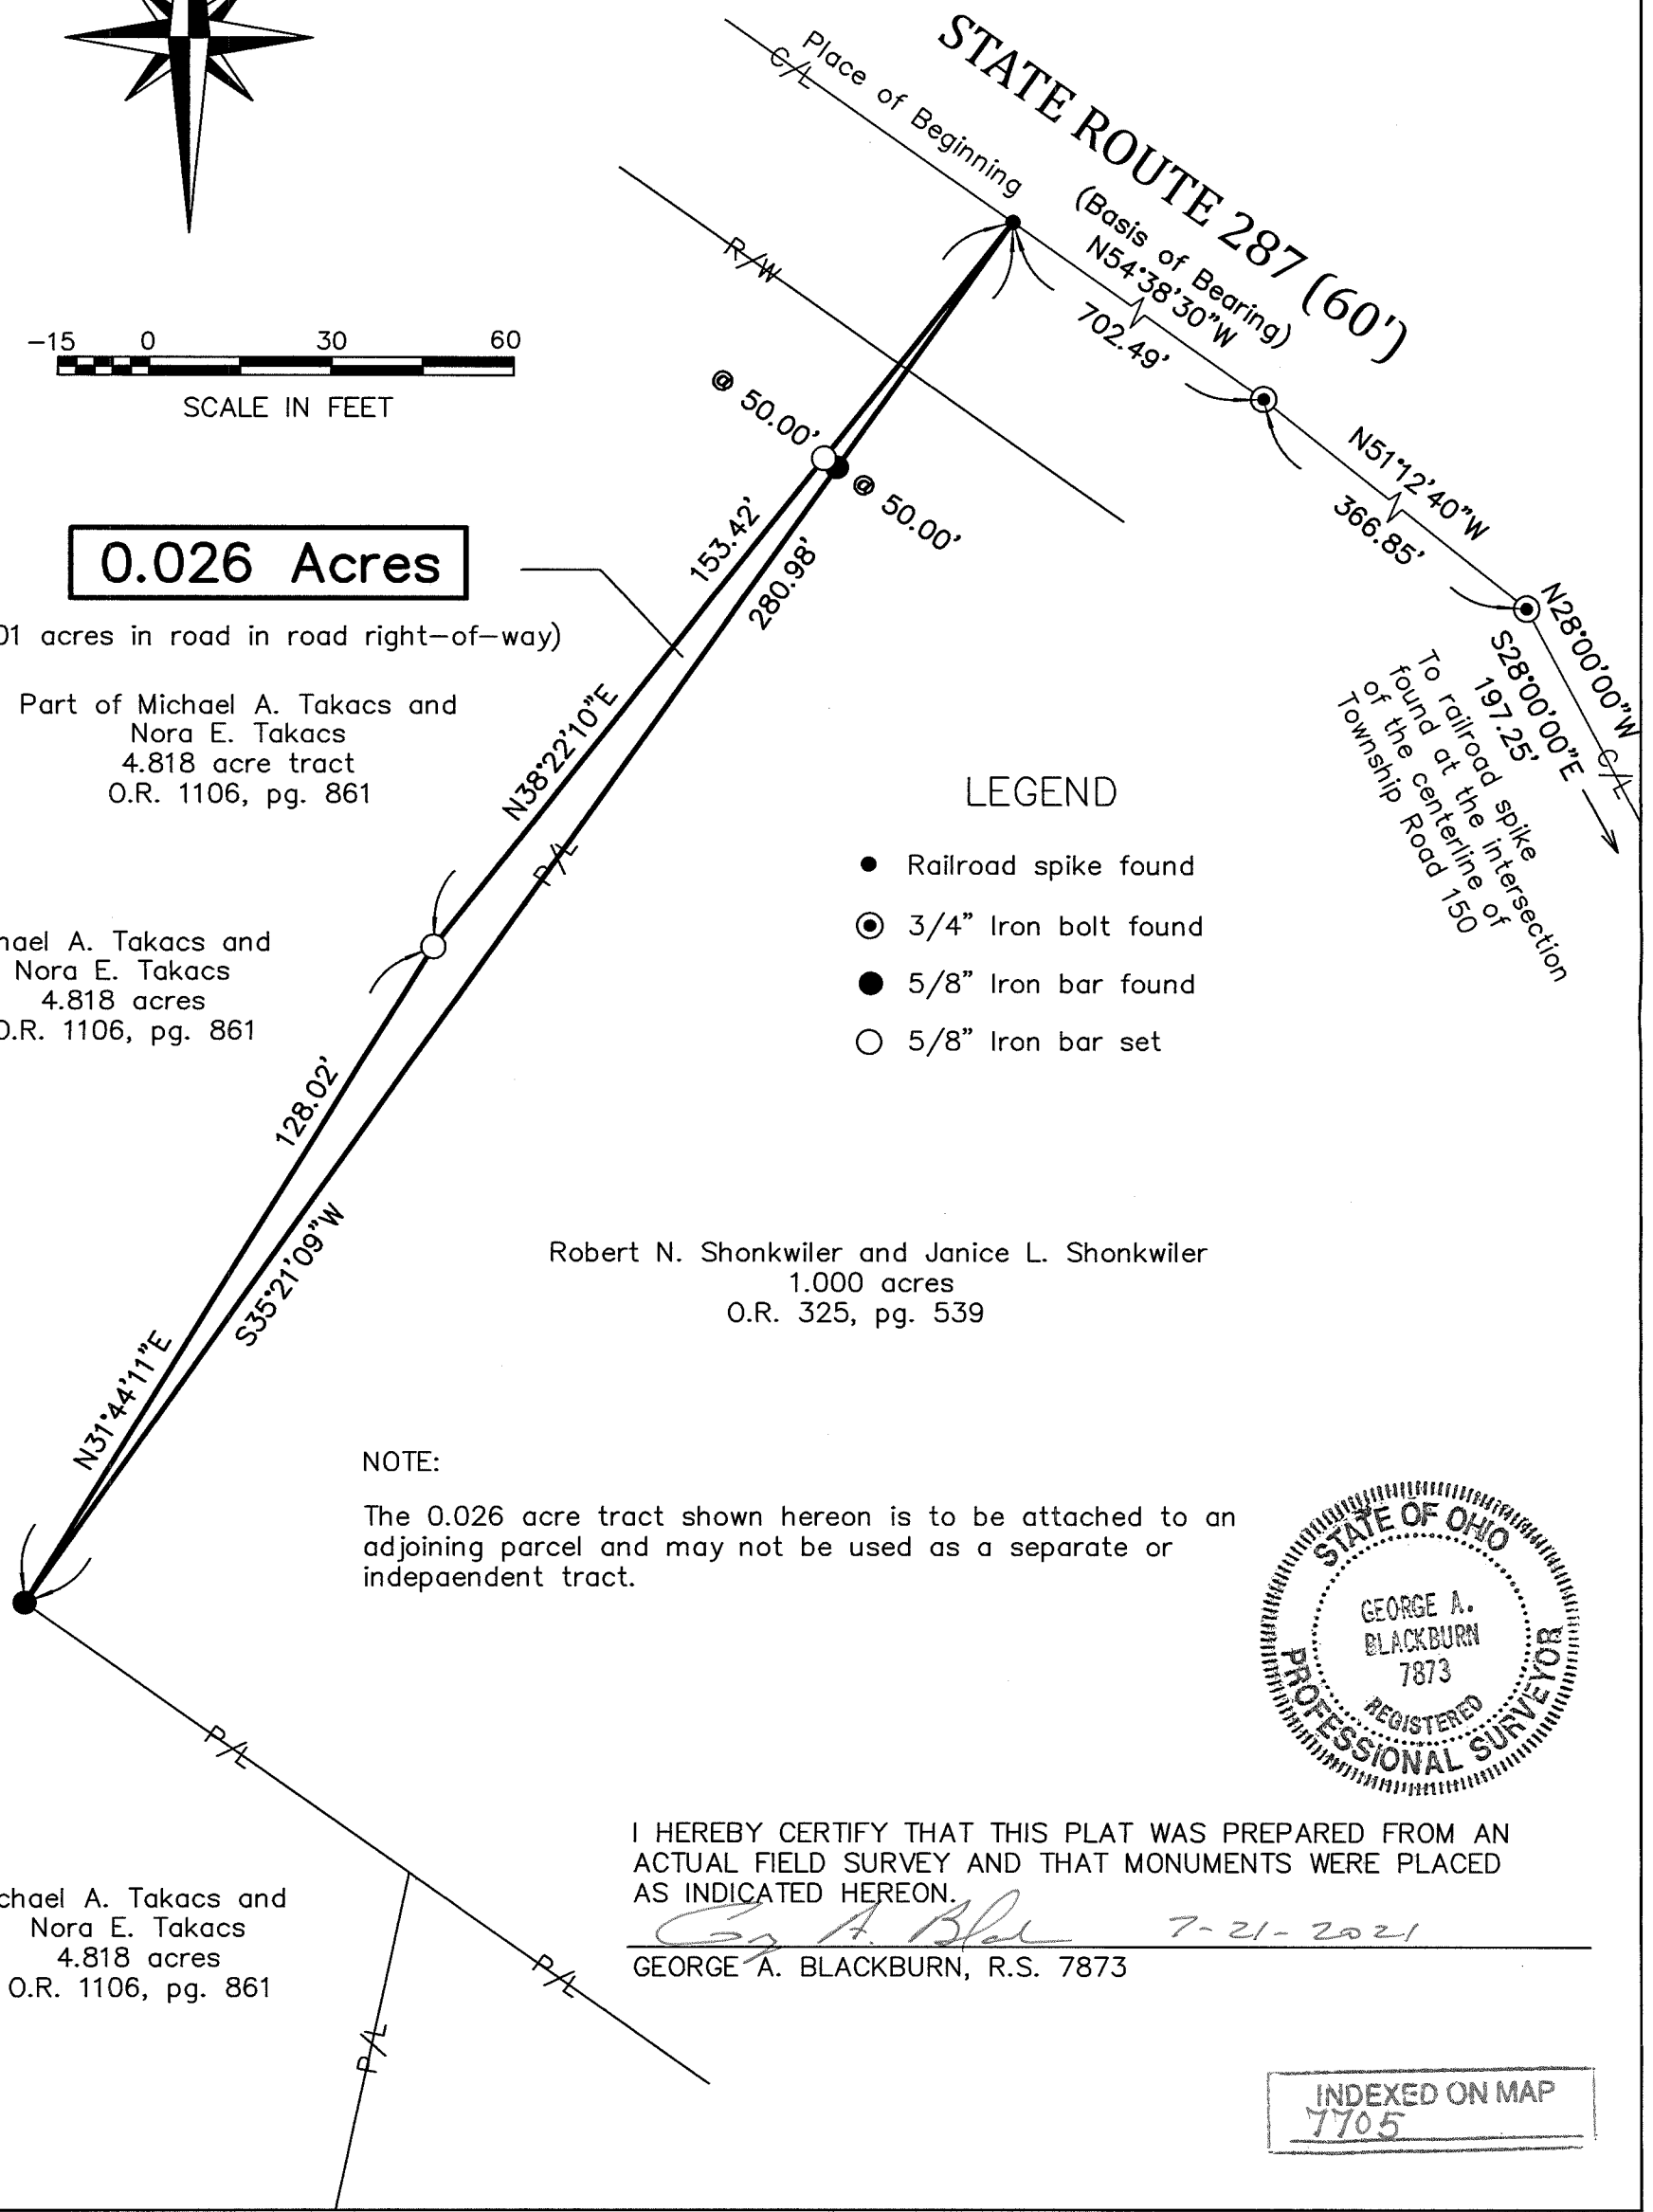 STATE ROUTE 287 (60')
Place of Beginning
C/L
(Basis of Bearing)
N54°38'30"W
702.49'
R/W
-15 0 30 60
SCALE IN FEET
@ 50.00'
@ 50.00'
N51°12'40"W
366.85'
153.42'
280.98'
0.026 Acres
01 acres in road in road right-of-way)
N28°00'00"W
S28°00'00"E
197.25'
To railroad spike
found at the intersection
of the centerline of
Township Road 150
C/L
Part of Michael A. Takacs and
Nora E. Takacs
4.818 acre tract
O.R. 1106, pg. 861
N38°22'10"E
P/L
LEGEND
Railroad spike found
3/4" Iron bolt found
5/8" Iron bar found
5/8" Iron bar set
hael A. Takacs and
Nora E. Takacs
4.818 acres
O.R. 1106, pg. 861
128.02'
S35°21'09"W
N31°44'11"E
Robert N. Shonkwiler and Janice L. Shonkwiler
1.000 acres
O.R. 325, pg. 539
NOTE:
The 0.026 acre tract shown hereon is to be attached to an
adjoining parcel and may not be used as a separate or
indepaendent tract.
STATE OF OHIO
GEORGE A.
BLACKBURN
7873
REGISTERED
PROFESSIONAL SURVEYOR
P/L
I HEREBY CERTIFY THAT THIS PLAT WAS PREPARED FROM AN
ACTUAL FIELD SURVEY AND THAT MONUMENTS WERE PLACED
AS INDICATED HEREON.
7-21-2021
GEORGE A. BLACKBURN, R.S. 7873
chael A. Takacs and
Nora E. Takacs
4.818 acres
O.R. 1106, pg. 861
P/L
P/L
INDEXED ON MAP
7705